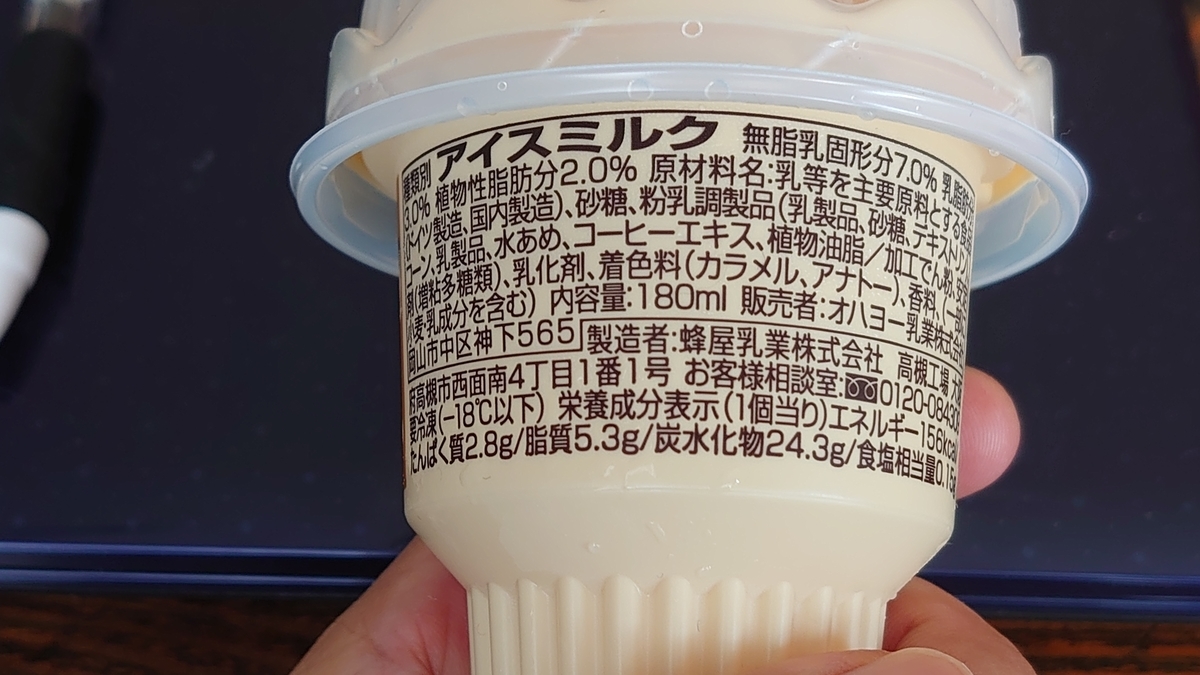 種類別 アイスミルク 無脂乳固形分7.0% 乳脂肪分
3.0% 植物性脂肪分2.0% 原材料名:乳等を主要原料とする食品
(ドイツ製造、国内製造)、砂糖、粉乳調製品(乳製品、砂糖、デキストリン)
コーン、乳製品、水あめ、コーヒーエキス、植物油脂/加工でん粉、安定
剤(増粘多糖類)、乳化剤、着色料(カラメル、アナトー)、香料、(一部に
小麦・乳成分を含む) 内容量:180ml 販売者:オハヨー乳業株式会社
岡山市中区神下565 製造者:蜂屋乳業株式会社 高槻工場 大阪
府高槻市西面南4丁目1番1号 お客様相談室:0120-08430
要冷凍(-18℃以下) 栄養成分表示(1個当り)エネルギー156kcal
たんぱく質2.8g/脂質5.3g/炭水化物24.3g/食塩相当量0.15g